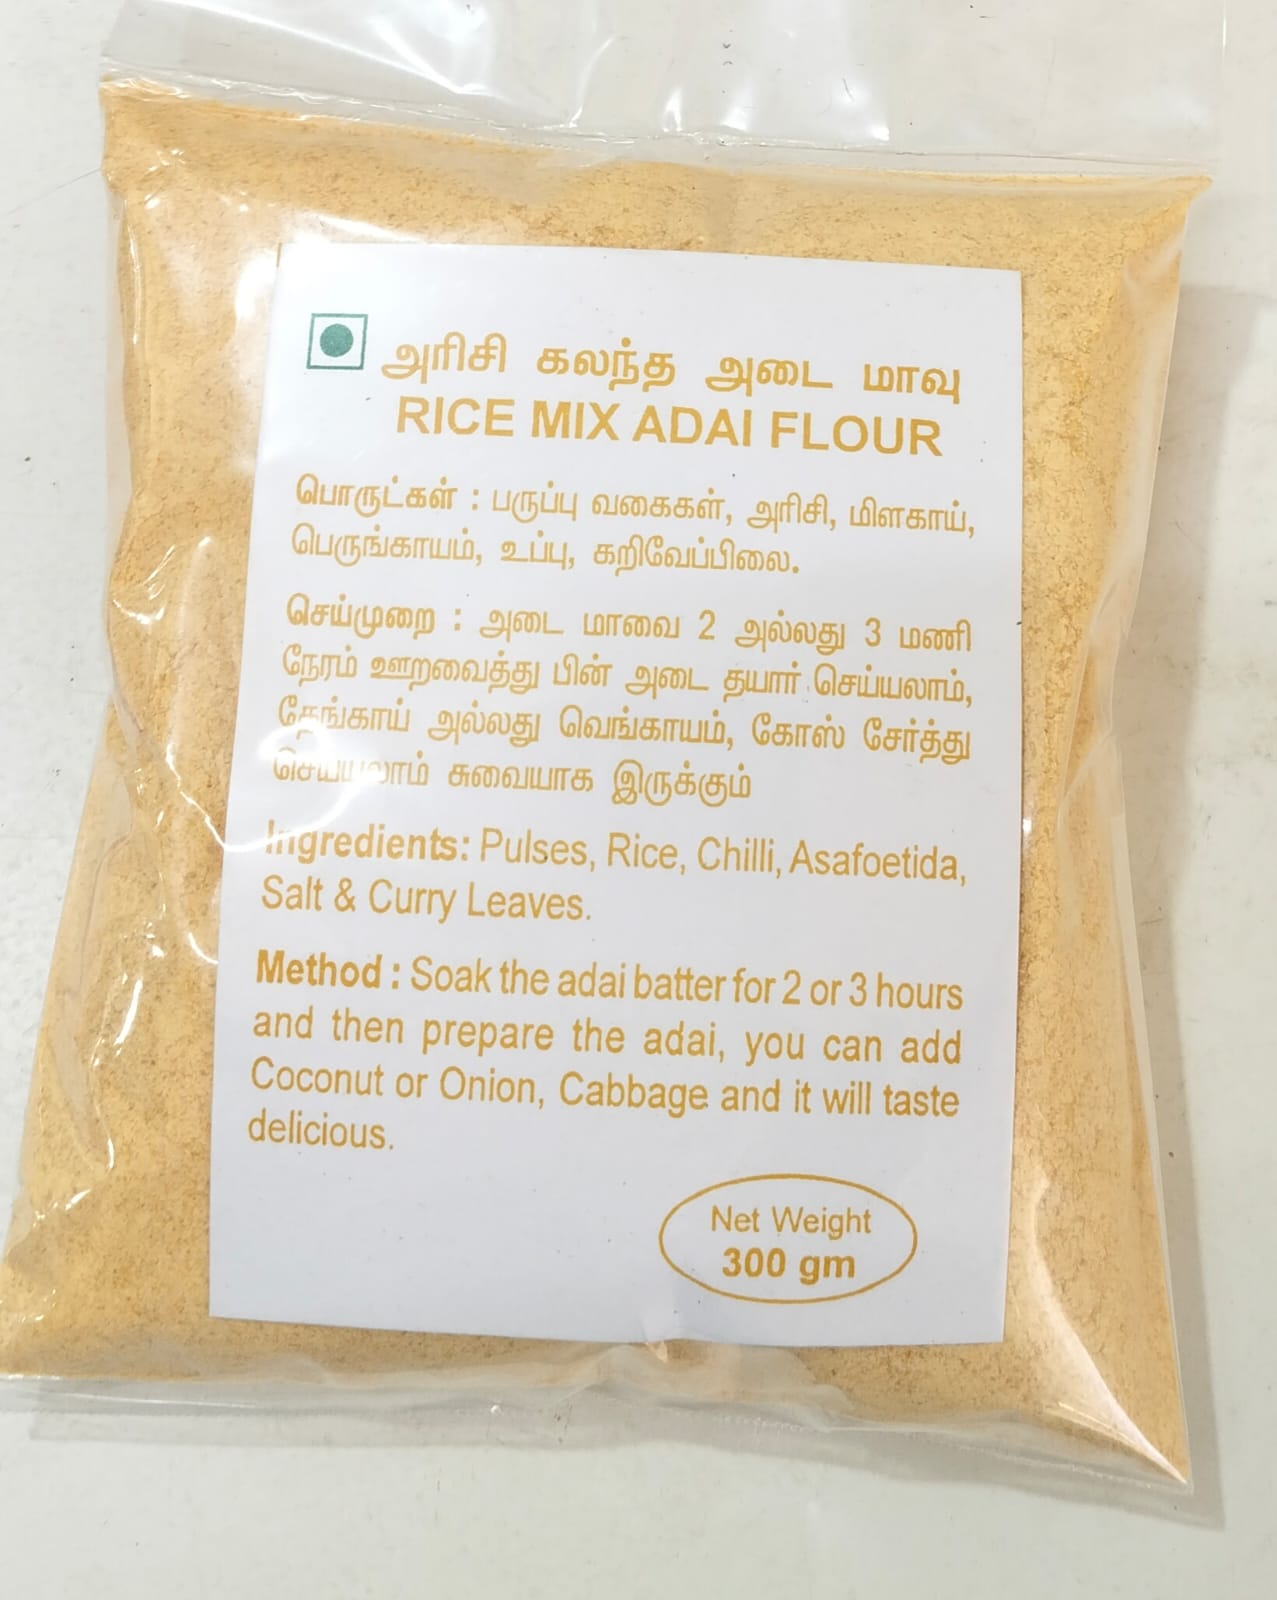 அரிசி கலந்த அடை மாவு
RICE MIX ADAI FLOUR
பொருட்கள் : பருப்பு வகைகள், அரிசி, மிளகாய்,
பெருங்காயம், உப்பு, கறிவேப்பிலை.
செய்முறை : அடை மாவை 2 அல்லது 3 மணி
நேரம் ஊறவைத்து பின் அடை தயார் செய்யலாம்,
தேங்காய் அல்லது வெங்காயம், கோஸ் சேர்த்து
செய்யலாம் சுவையாக இருக்கும்
Ingredients: Pulses, Rice, Chilli, Asafoetida,
Salt & Curry Leaves.
Method : Soak the adai batter for 2 or 3 hours
and then prepare the adai, you can add
Coconut or Onion, Cabbage and it will taste
delicious.
Net Weight
300 gm